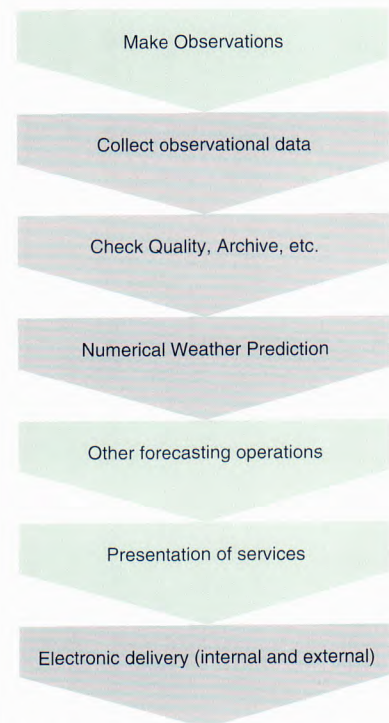 Make Observations
Collect observational data
Check Quality, Archive, etc.
Numerical Weather Prediction
Other forecasting operations
Presentation of services
Electronic delivery (internal and external)